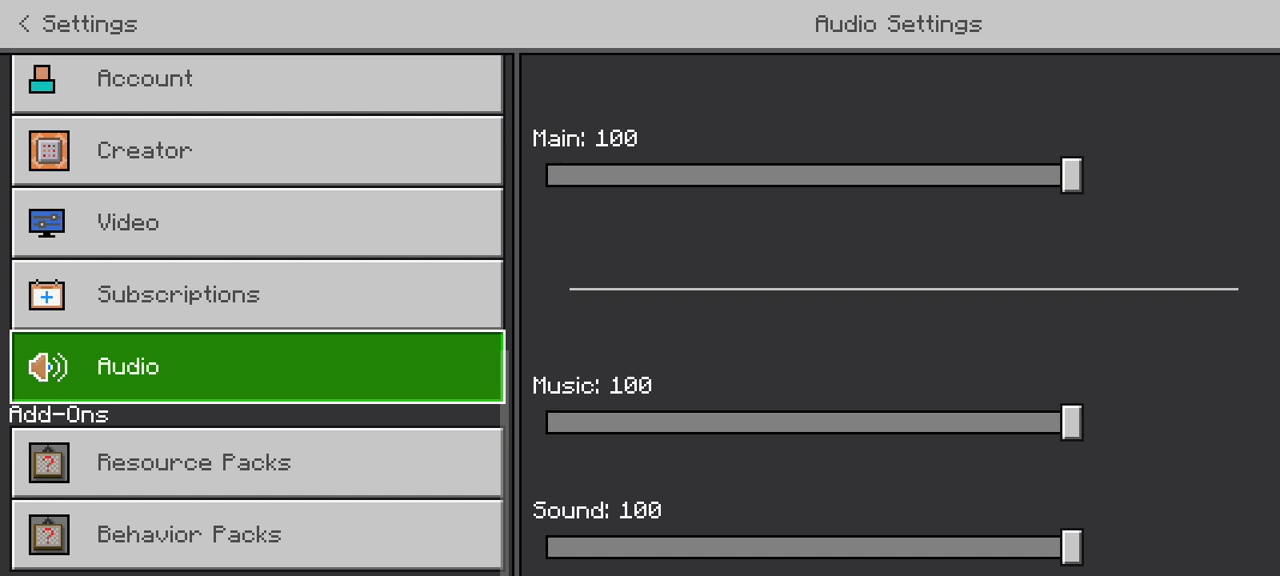 < Settings
Audio Settings
Account
Creator
Video
Subscriptions
Audio
Add-Ons
Resource Packs
Behavior Packs
Main: 100
Music: 100
Sound: 100